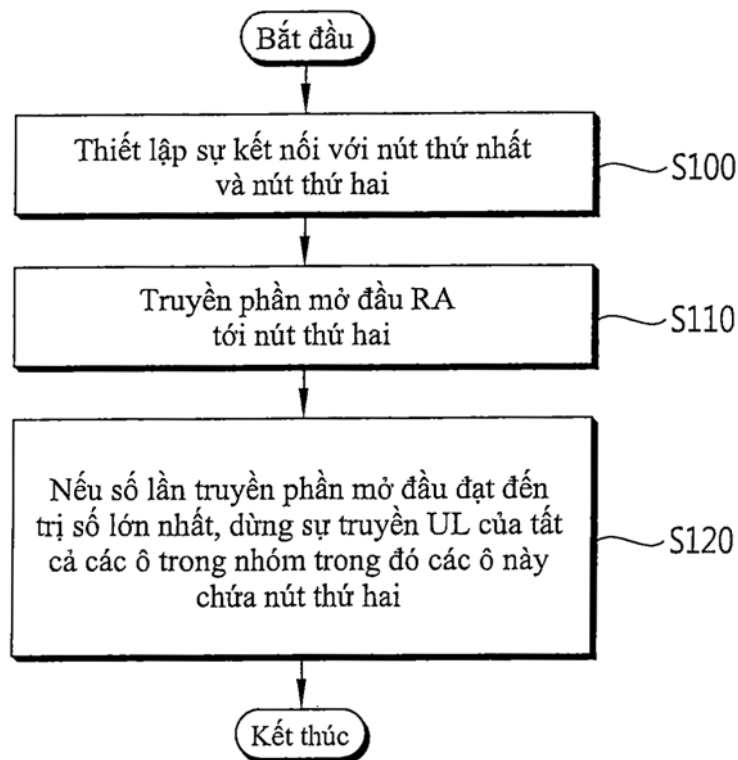 Bắt đầu
Thiết lập sự kết nối với nút thứ nhất
và nút thứ hai
S100
Truyền phần mở đầu RA
tới nút thứ hai
S110
Nếu số lần truyền phần mở đầu đạt đến
trị số lớn nhất, dừng sự truyền UL của tất
cả các ô trong nhóm trong đó các ô này
chứa nút thứ hai
S120
Kết thúc